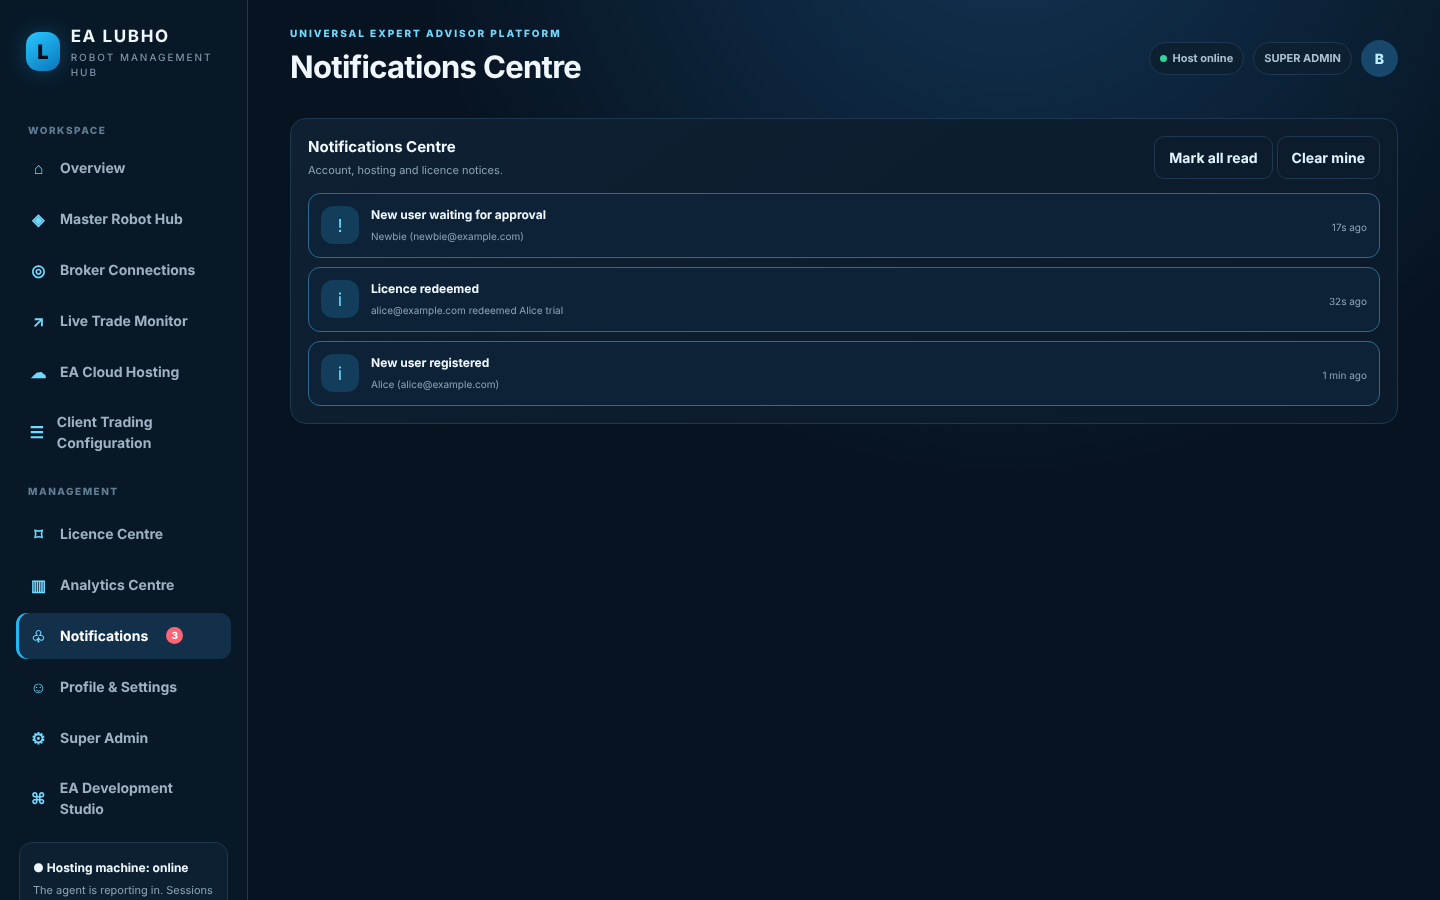 L
EA LUBHO
ROBOT MANAGEMENT
HUB
WORKSPACE
Overview
Master Robot Hub
Broker Connections
Live Trade Monitor
EA Cloud Hosting
Client Trading
Configuration
MANAGEMENT
Licence Centre
Analytics Centre
Notifications 3
Profile & Settings
Super Admin
EA Development
Studio
Hosting machine: online
The agent is reporting in. Sessions
UNIVERSAL EXPERT ADVISOR PLATFORM
Notifications Centre
Host online
SUPER ADMIN
B
Notifications Centre
Account, hosting and licence notices.
Mark all read
Clear mine
! New user waiting for approval
Newbie (newbie@example.com)
17s ago
i Licence redeemed
alice@example.com redeemed Alice trial
32s ago
i New user registered
Alice (alice@example.com)
1 min ago